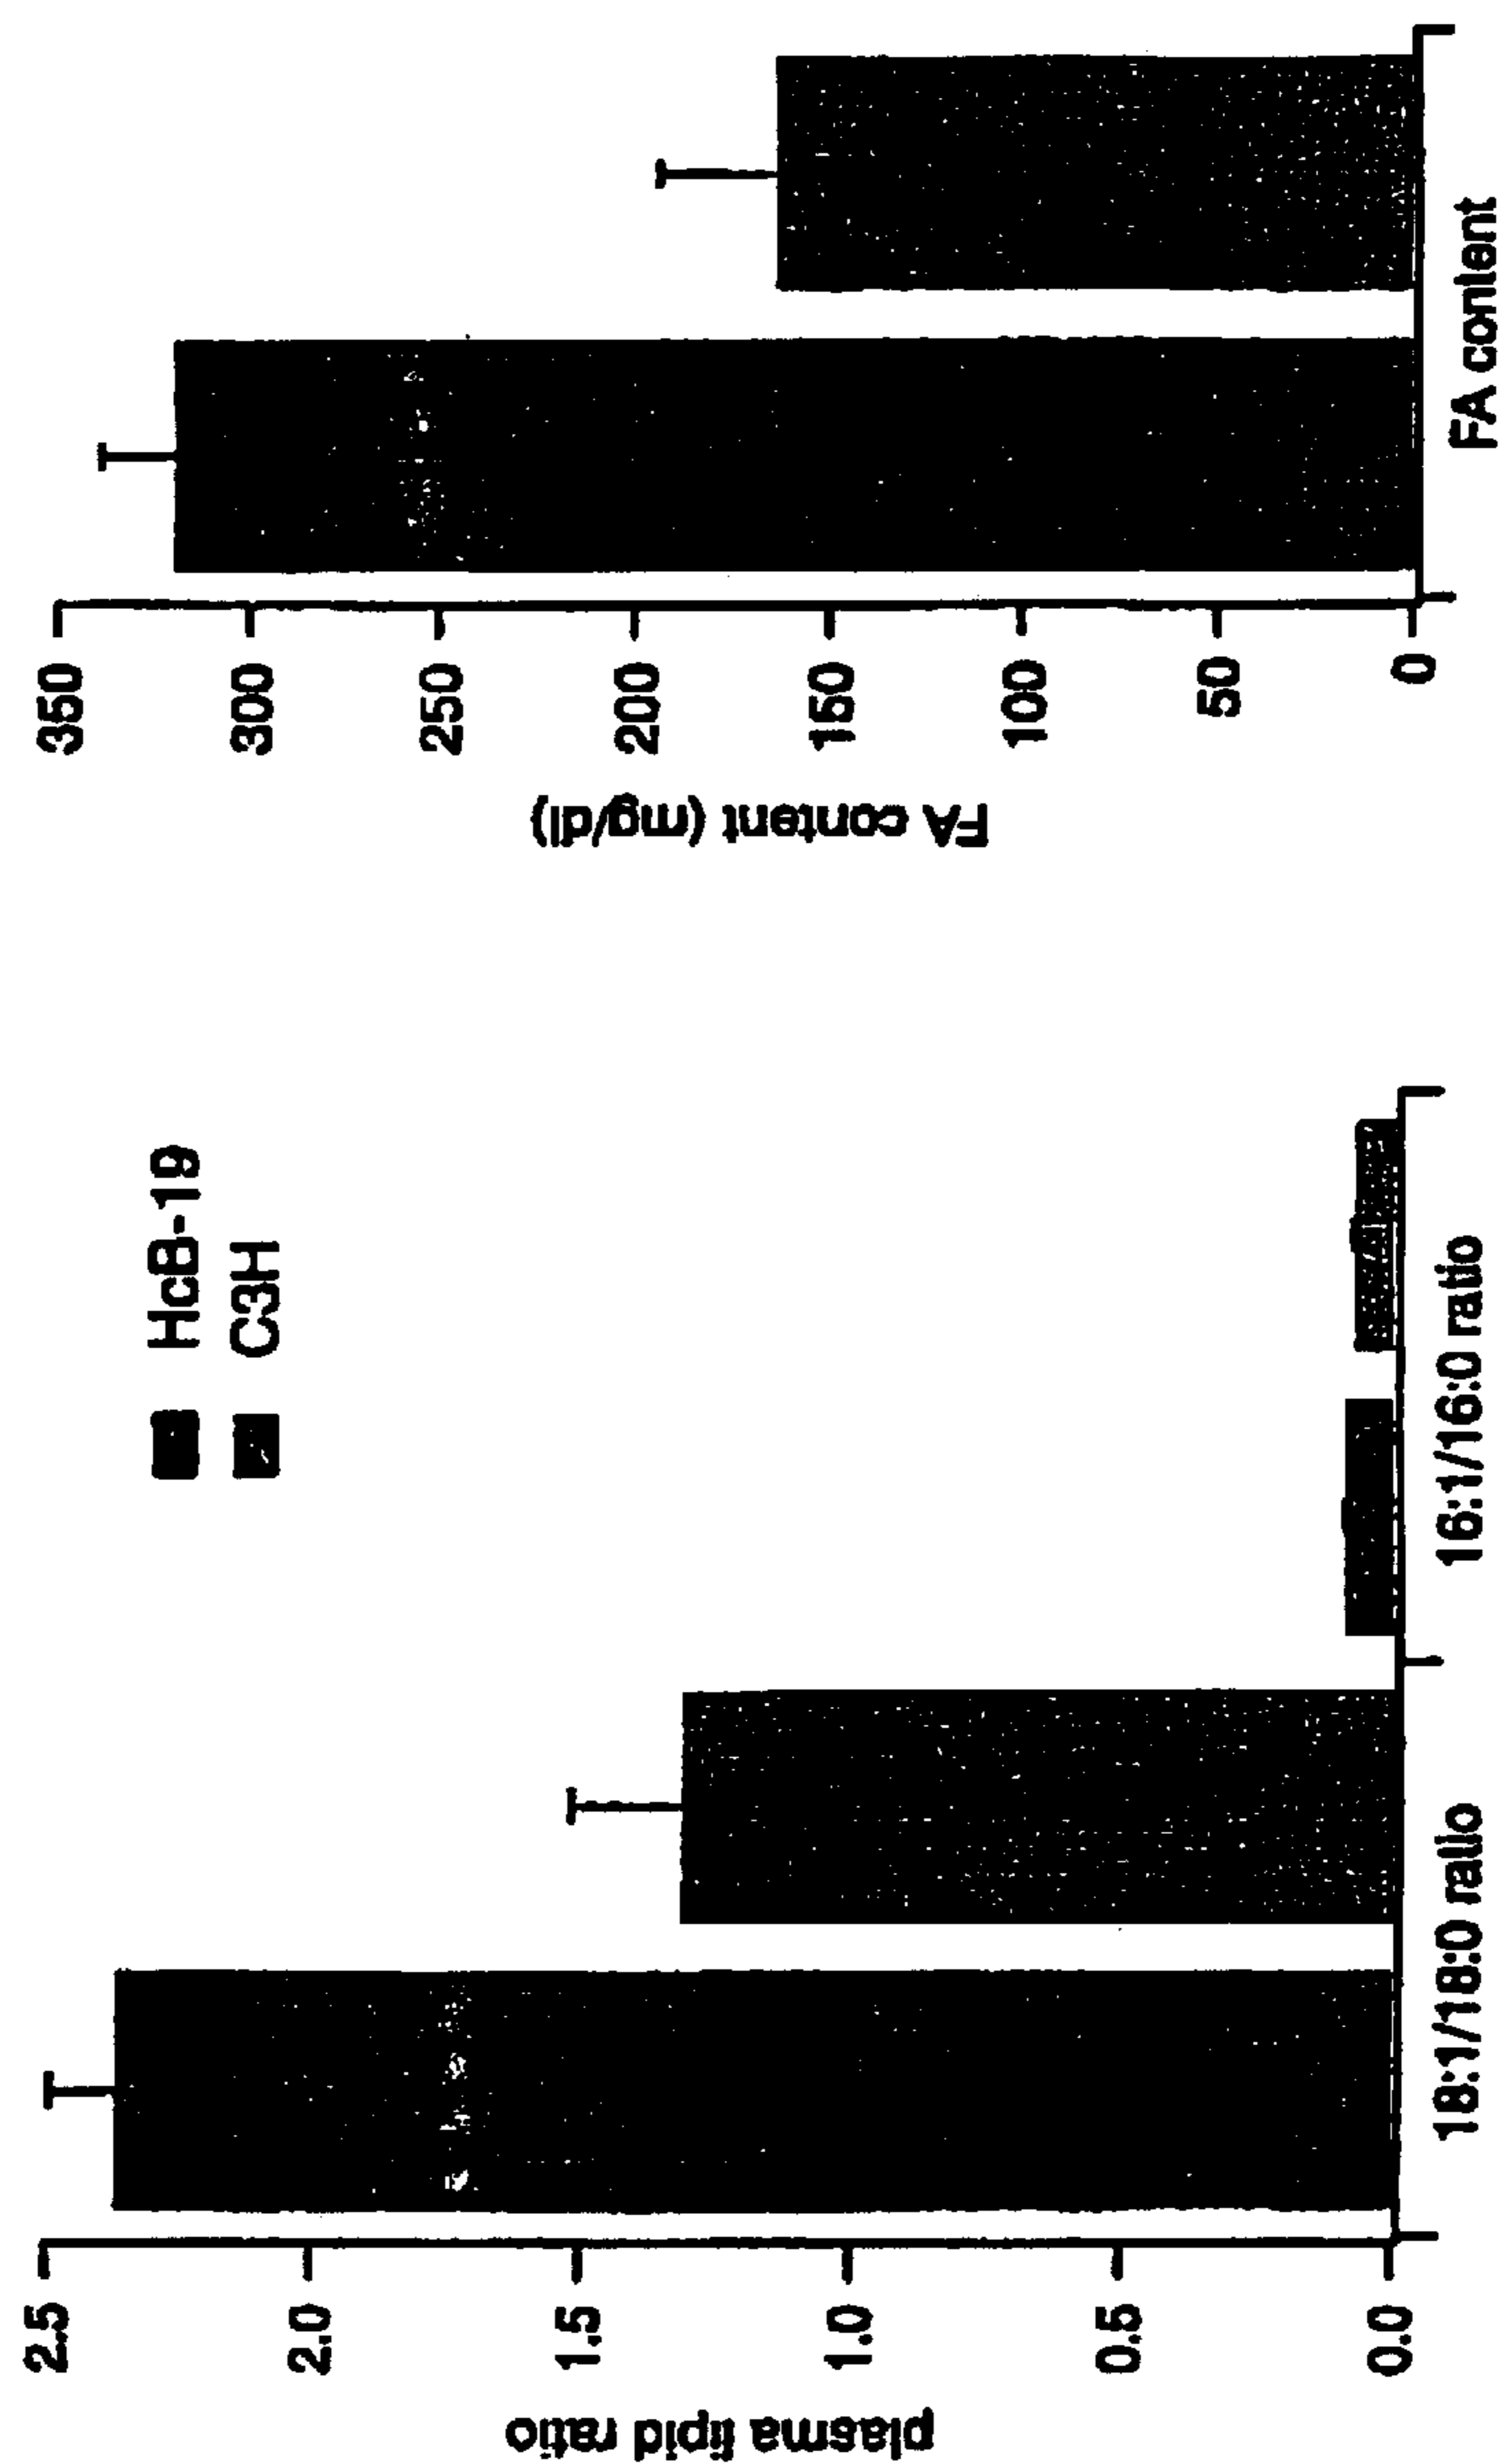 plasma lipid ratio
2.5
2.0
1.5
1.0
0.5
0.0
18:1/18:0 ratio
16:1/16:0 ratio
HcB-19
C3H
FA content (mg/dl)
350
300
250
200
150
100
50
0
FA content